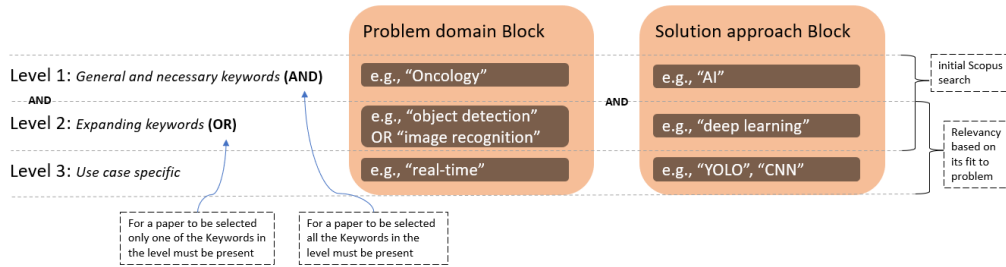 Problem domain Block
Solution approach Block
Level 1: General and necessary keywords (AND)
e.g., “Oncology”
e.g., “AI”
initial Scopus
search
AND
AND
Level 2: Expanding keywords (OR)
e.g., “object detection”
OR “image recognition”
e.g., “deep learning”
Relevancy
based on
its fit to
problem
Level 3: Use case specific
e.g., “real-time”
e.g., “YOLO”, “CNN”
For a paper to be selected
only one of the Keywords in
the level must be present
For a paper to be selected
all the Keywords in the
level must be present